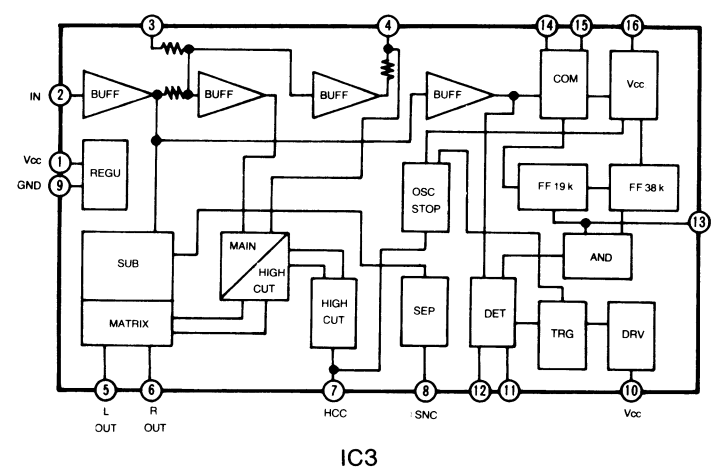 3
4
14
15
16
IN
2
BUFF
BUFF
BUFF
BUFF
COM
Vcc
Vcc
1
GND
9
REGU
OSC
STOP
FF 19 k
FF 38 k
13
SUB
MAIN
HIGH
CUT
AND
MATRIX
HIGH
CUT
SEP
DET
TRG
DRV
5
6
7
8
12
11
10
L
OUT
R
OUT
HCC
SNC
Vcc
IC3